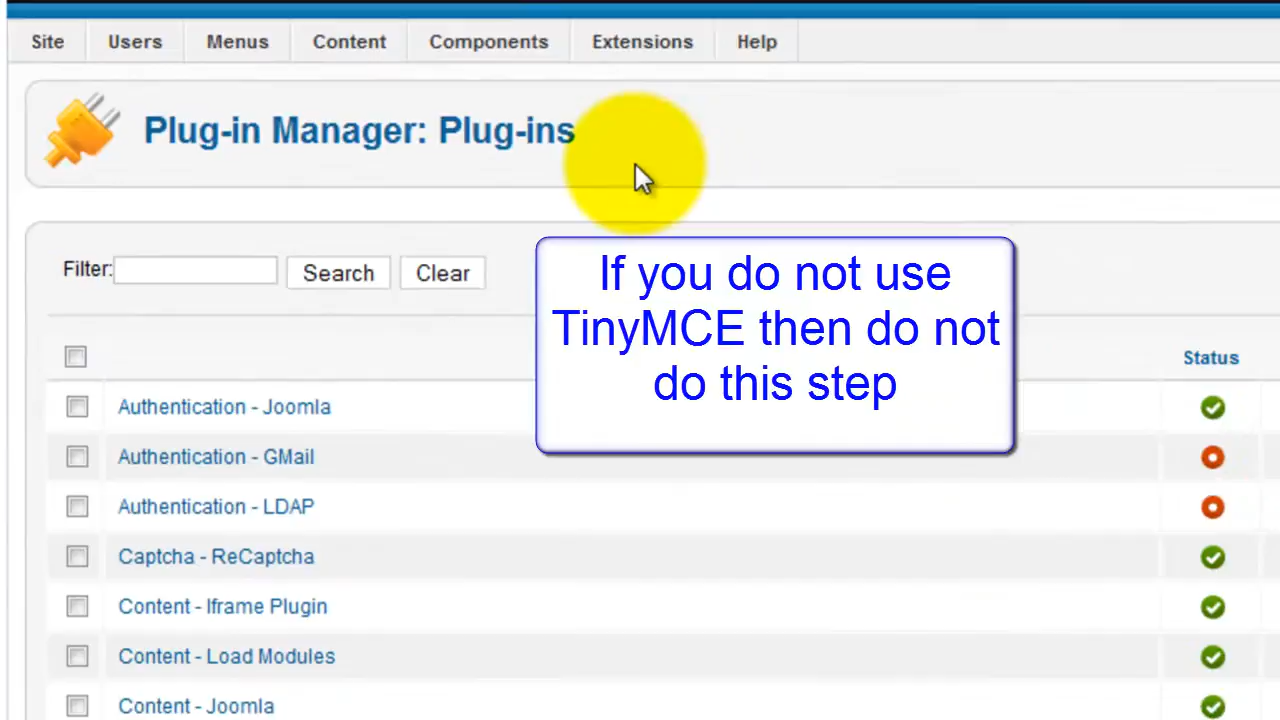 Site Users Menus Content Components Extensions Help
Plug-in Manager: Plug-ins
If you do not use
TinyMCE then do not
do this step
Filter: Search Clear
Status
Authentication - Joomla
Authentication - GMail
Authentication - LDAP
Captcha - ReCaptcha
Content - Iframe Plugin
Content - Load Modules
Content - Joomla